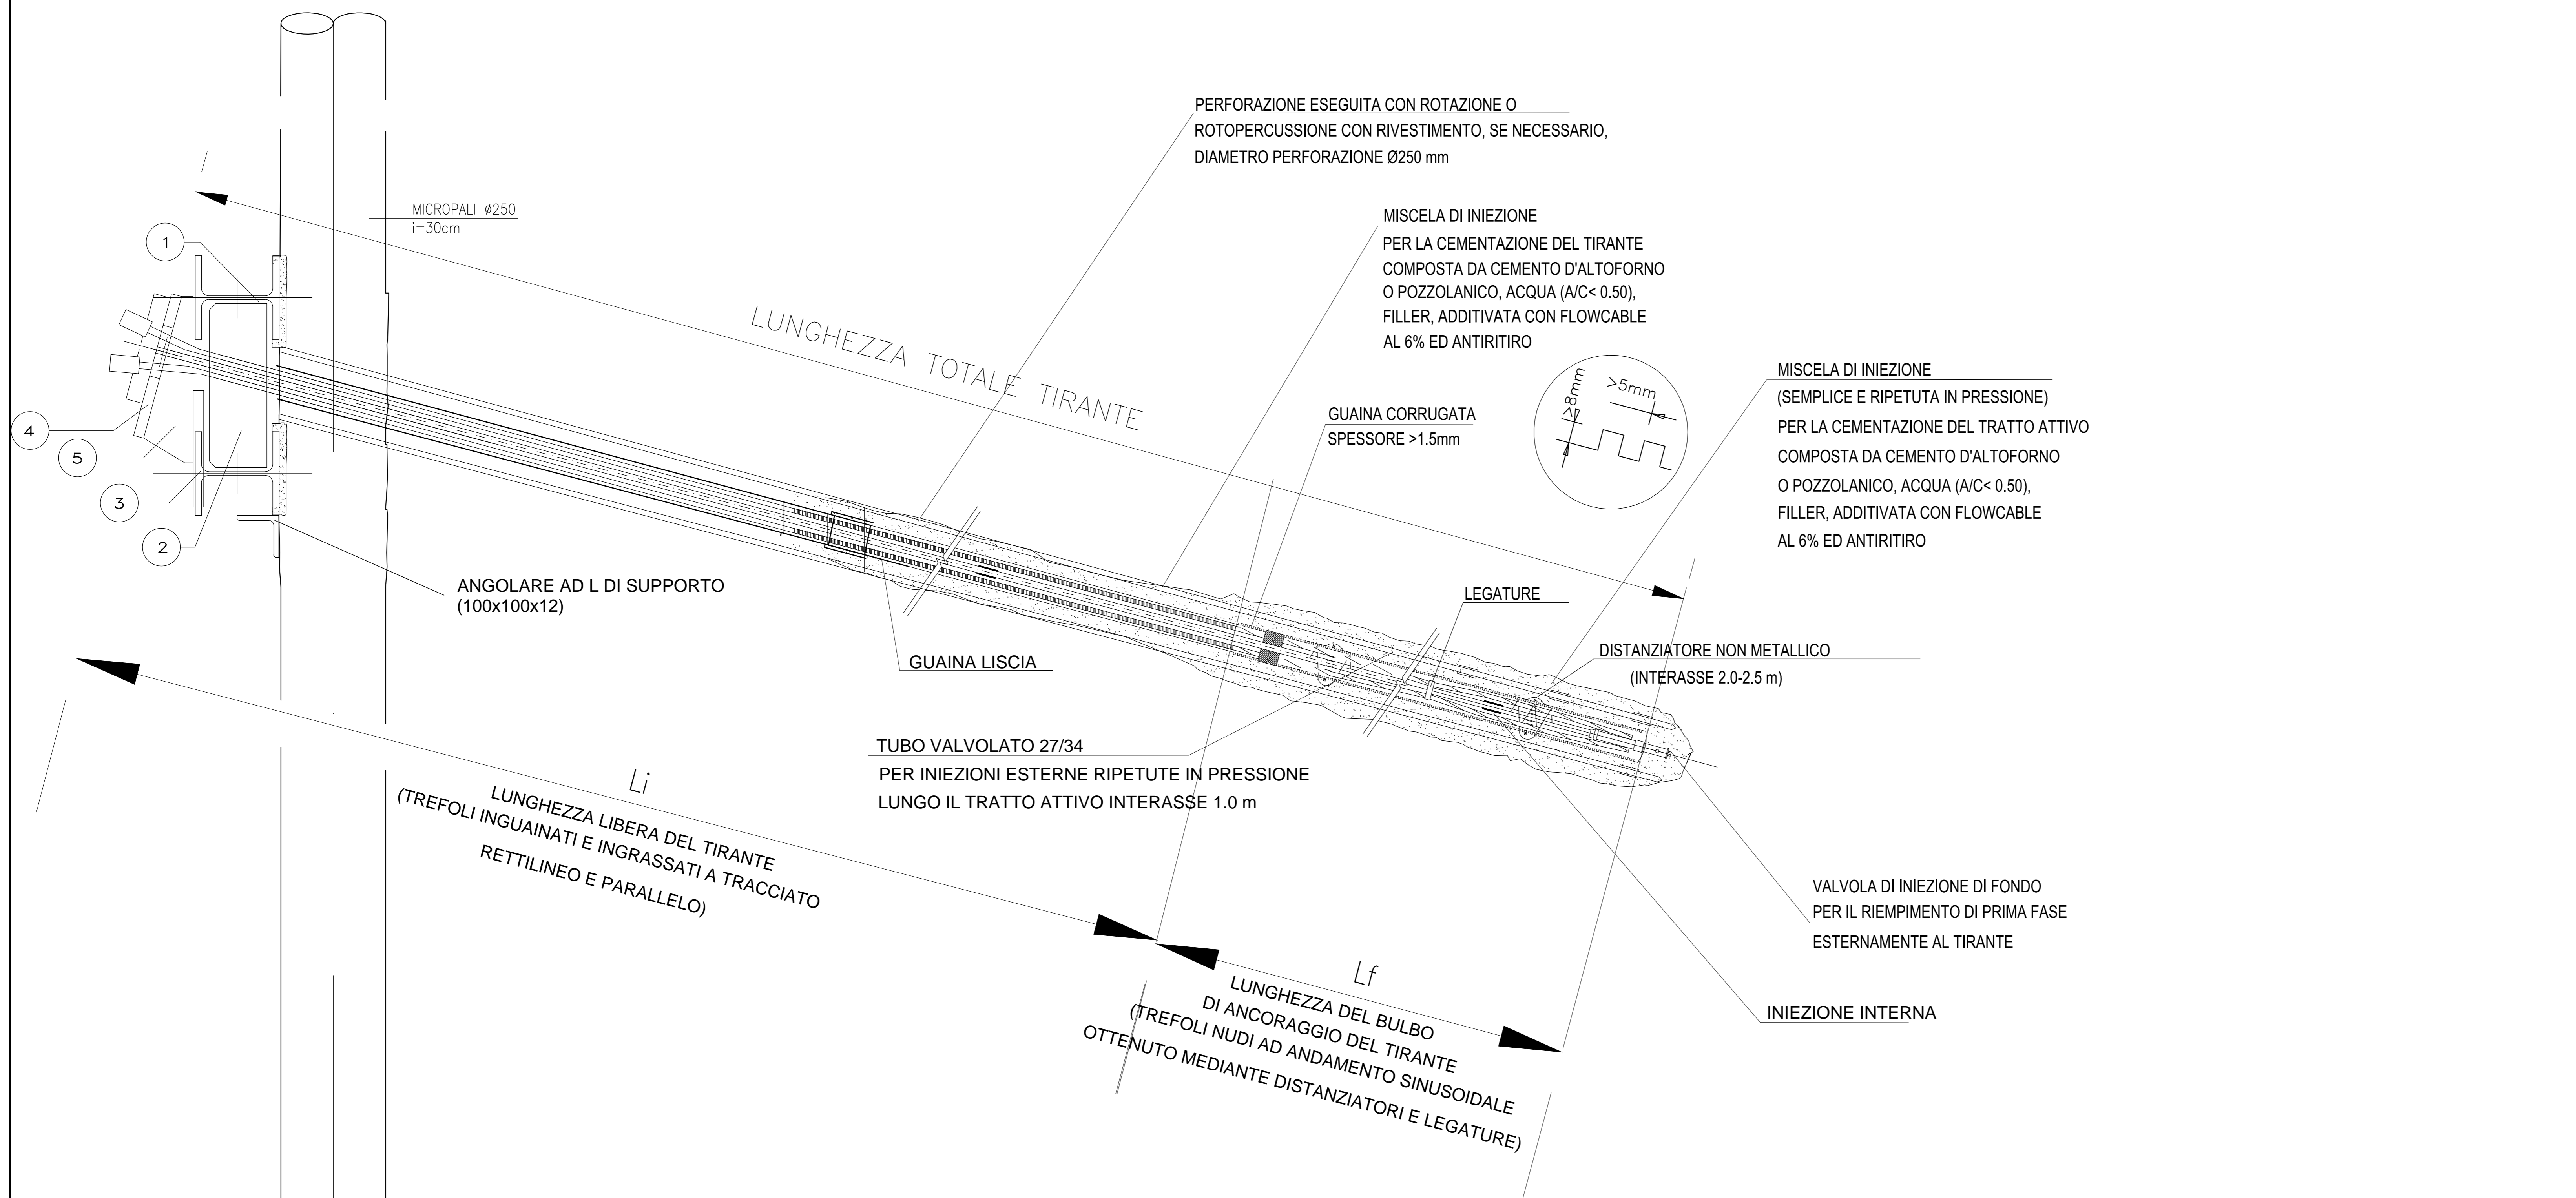 PERFORAZIONE ESEGUITA CON ROTAZIONE O
ROTOPERCUSSIONE CON RIVESTIMENTO, SE NECESSARIO,
DIAMETRO PERFORAZIONE Ø250 mm
MICROPALI ø250
i=30cm
MISCELA DI INIEZIONE
PER LA CEMENTAZIONE DEL TIRANTE
COMPOSTA DA CEMENTO D'ALTOFORNO
O POZZOLANICO, ACQUA (A/C< 0.50),
FILLER, ADDITIVATA CON FLOWCABLE
AL 6% ED ANTIRITIRO
1
LUNGHEZZA TOTALE TIRANTE
>8mm
>5mm
MISCELA DI INIEZIONE
(SEMPLICE E RIPETUTA IN PRESSIONE)
PER LA CEMENTAZIONE DEL TRATTO ATTIVO
COMPOSTA DA CEMENTO D'ALTOFORNO
O POZZOLANICO, ACQUA (A/C< 0.50),
FILLER, ADDITIVATA CON FLOWCABLE
AL 6% ED ANTIRITIRO
GUAINA CORRUGATA
SPESSORE >1.5mm
4
5
3
2
ANGOLARE AD L DI SUPPORTO
(100x100x12)
LEGATURE
GUAINA LISCIA
DISTANZIATORE NON METALLICO
(INTERASSE 2.0-2.5 m)
TUBO VALVOLATO 27/34
PER INIEZIONI ESTERNE RIPETUTE IN PRESSIONE
LUNGO IL TRATTO ATTIVO INTERASSE 1.0 m
Li
LUNGHEZZA LIBERA DEL TIRANTE
(TREFOLI INGUAINATI E INGRASSATI A TRACCIATO
RETTILINEO E PARALLELO)
VALVOLA DI INIEZIONE DI FONDO
PER IL RIEMPIMENTO DI PRIMA FASE
ESTERNAMENTE AL TIRANTE
Lf
LUNGHEZZA DEL BULBO
DI ANCORAGGIO DEL TIRANTE
(TREFOLI NUDI AD ANDAMENTO SINUSOIDALE
OTTENUTO MEDIANTE DISTANZIATORI E LEGATURE)
INIEZIONE INTERNA